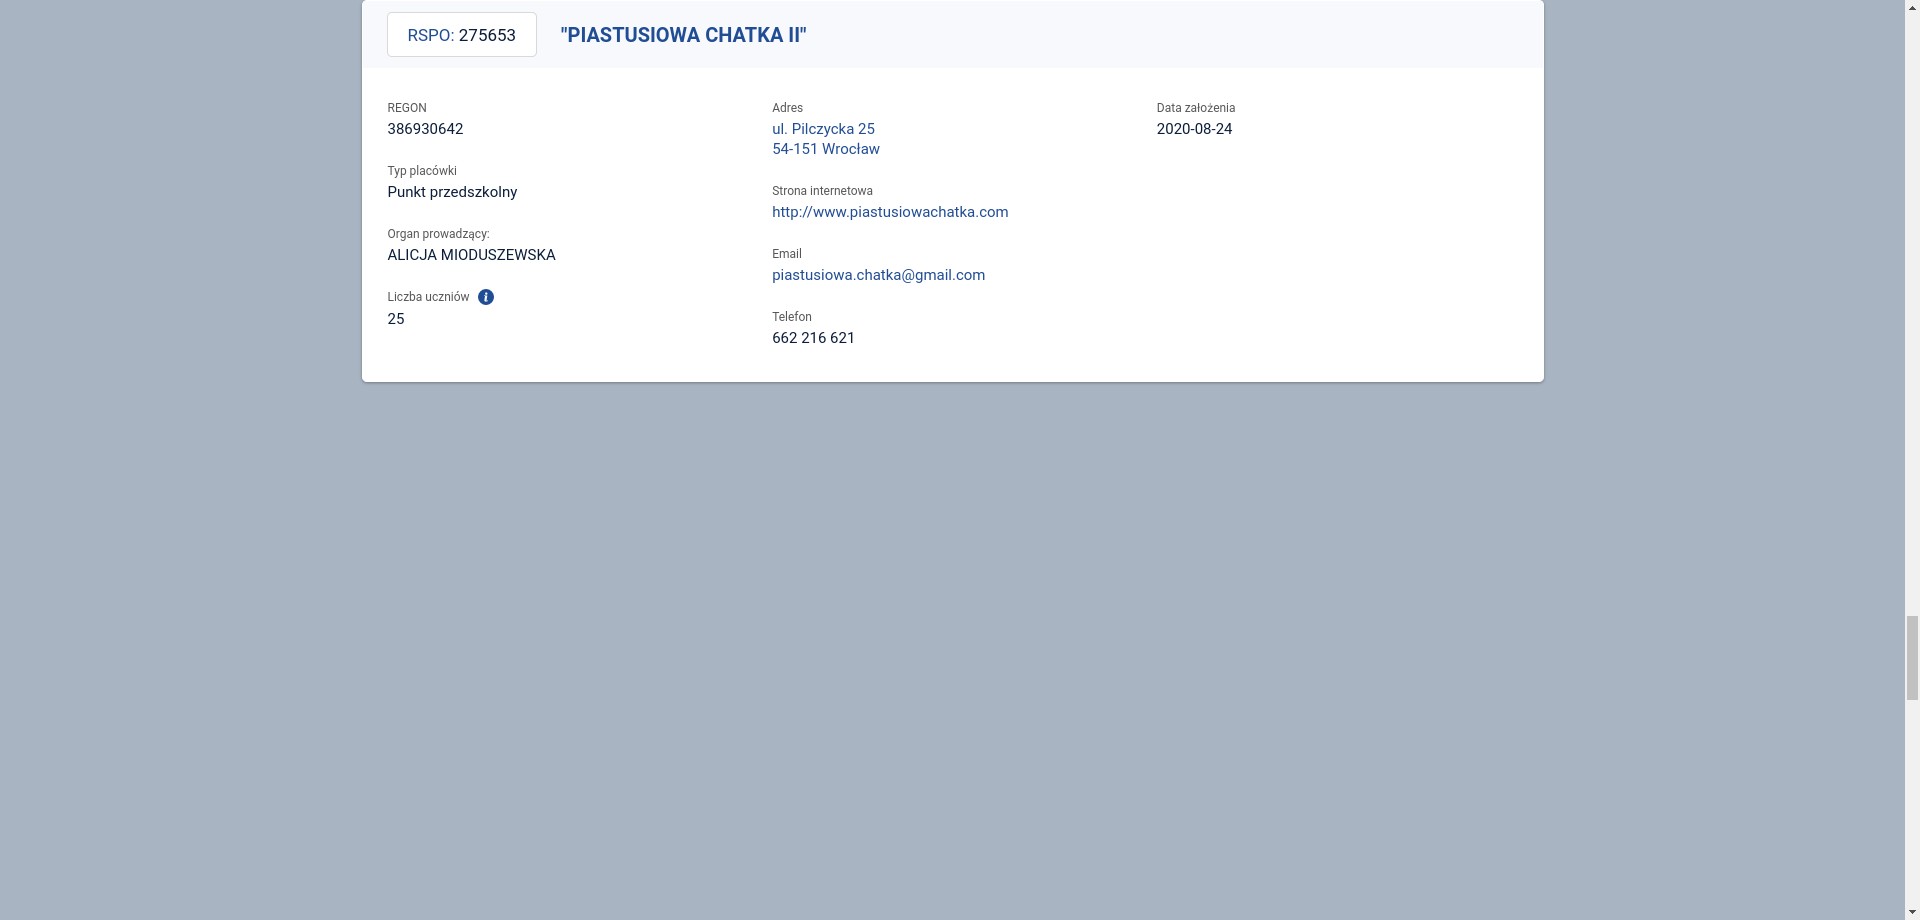 RSPO: 275653
"PIASTUSIOWA CHATKA II"
REGON
386930642
Typ placówki
Punkt przedszkolny
Organ prowadzący:
ALICJA MIODUSZEWSKA
Liczba uczniów
25
Adres
ul. Pilczycka 25
54-151 Wrocław
Strona internetowa
http://www.piastusiowachatka.com
Email
piastusiowa.chatka@gmail.com
Telefon
662 216 621
Data założenia
2020-08-24